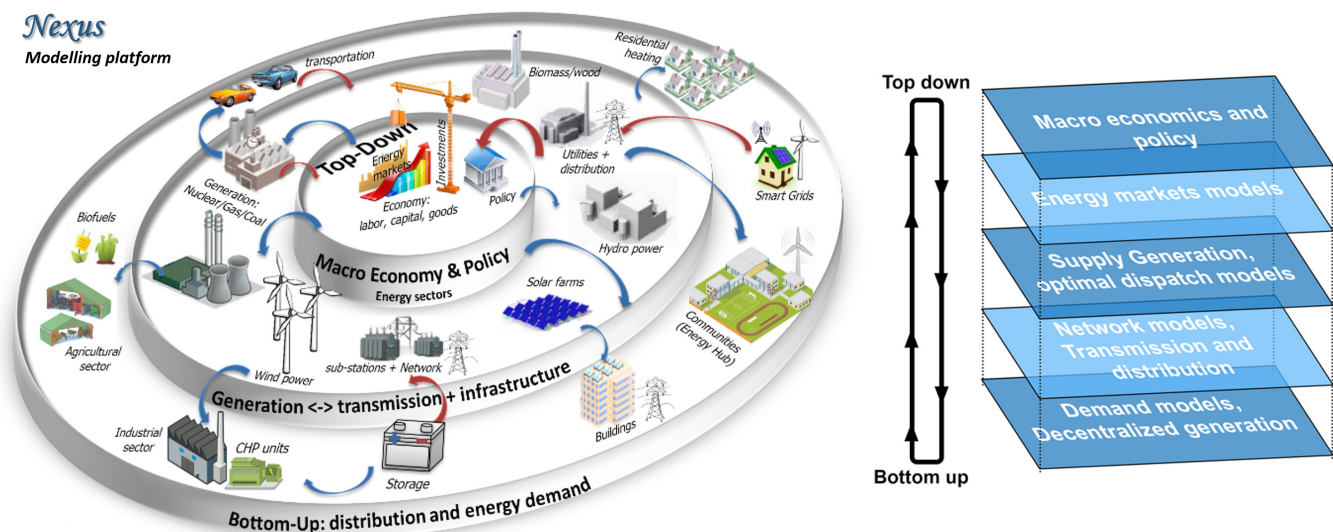 Nexus
Modelling platform
transportation
Biomass/wood
Residential
heating
Top-Down
Energy
markets
Investments
Utilities +
distribution
Smart Grids
Generation:
Nuclear/Gas/Coal
Economy:
labor, capital, goods
Policy
Hydro power
Biofuels
Macro Economy & Policy
Energy sectors
Solar farms
Communities
(Energy Hub)
Agricultural
sector
Wind power
sub-stations + Network
Generation <-> transmission + infrastructure
Industrial
sector
CHP units
Storage
Buildings
Bottom-Up: distribution and energy demand
Top down
Bottom up
Macro economics and
policy
Energy markets models
Supply Generation,
optimal dispatch models
Network models,
Transmission and
distribution
Demand models,
Decentralized generation